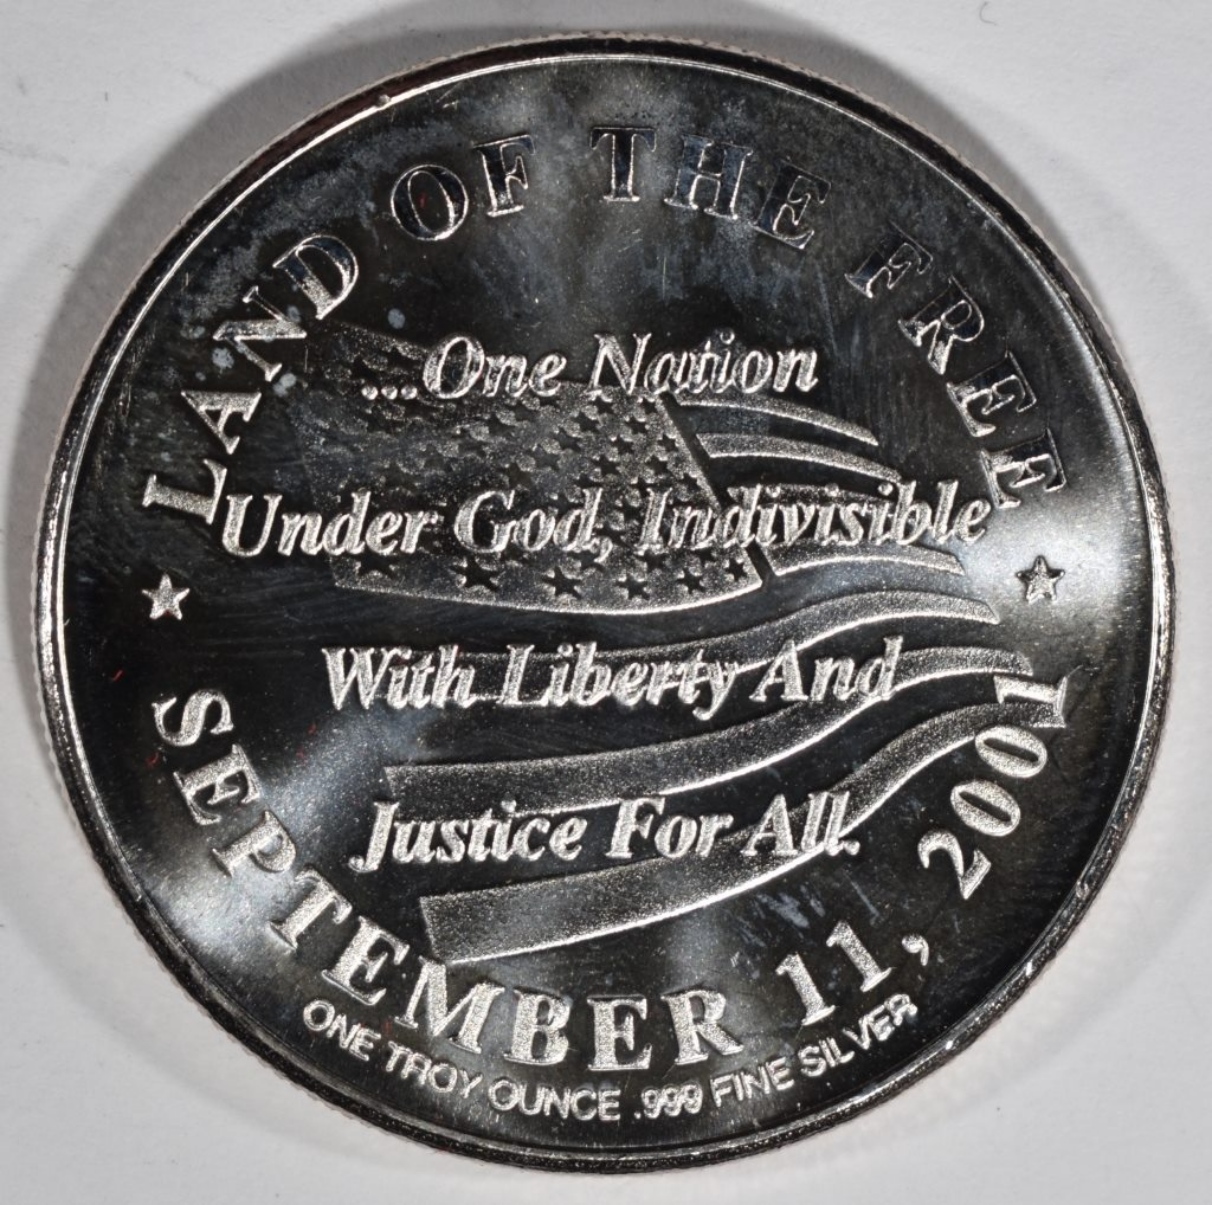 LAND OF THE FREE
...One Nation
Under God, Indivisible
With Liberty And
Justice For All.
SEPTEMBER 11, 2001
ONE TROY OUNCE .999 FINE SILVER